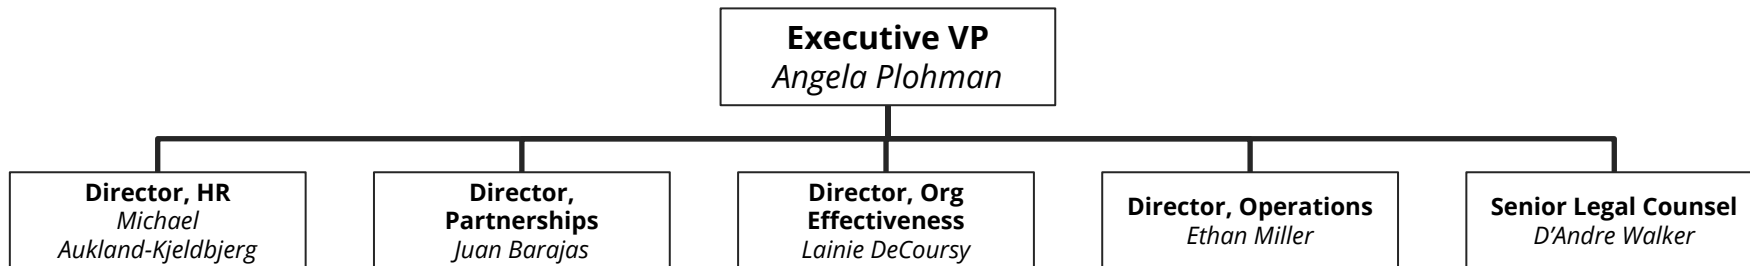 Executive VP
Angela Plohman
Director, HR
Michael
Aukland-Kjeldbjerg
Director,
Partnerships
Juan Barajas
Director, Org
Effectiveness
Lainie DeCoursy
Director, Operations
Ethan Miller
Senior Legal Counsel
D’Andre Walker